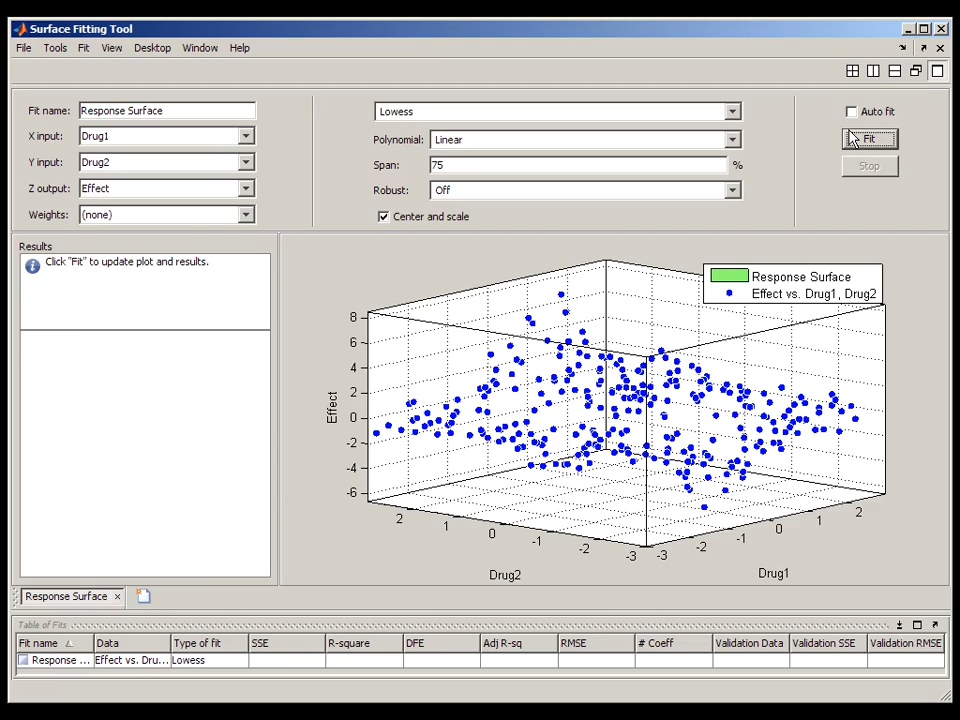 Surface Fitting Tool
File Tools Fit View Desktop Window Help
Fit name: Response Surface
X input: Drug1
Y input: Drug2
Z output: Effect
Weights: (none)
Lowess
Polynomial: Linear
Span: 75 %
Robust: Off
Center and scale
Auto fit
Fit
Stop
Results
Click "Fit" to update plot and results.
Response Surface
Effect vs. Drug1, Drug2
8
6
4
2
0
-2
-4
-6
Effect
2 1 0 -1 -2 -3
Drug2
-3 -2 -1 0 1 2
Drug1
Response Surface
Table of Fits
Fit name Data Type of fit SSE R-square DFE Adj R-sq RMSE # Coeff Validation Data Validation SSE Validation RMSE
Response ... Effect vs. Dru... Lowess